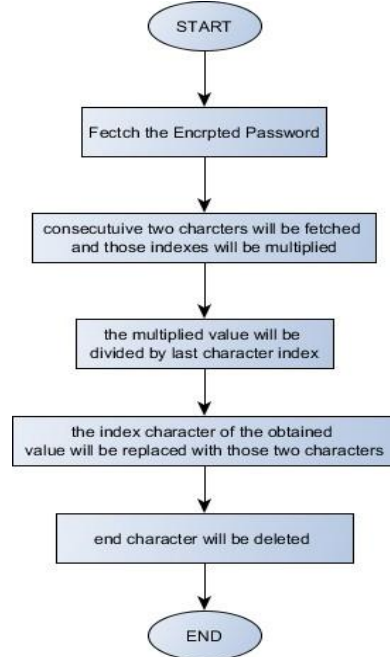 START
Fectch the Encrpted Password
consecutuive two charcters will be fetched
and those indexes will be multiplied
the multiplied value will be
divided by last character index
the index character of the obtained
value will be replaced with those two characters
end character will be deleted
END